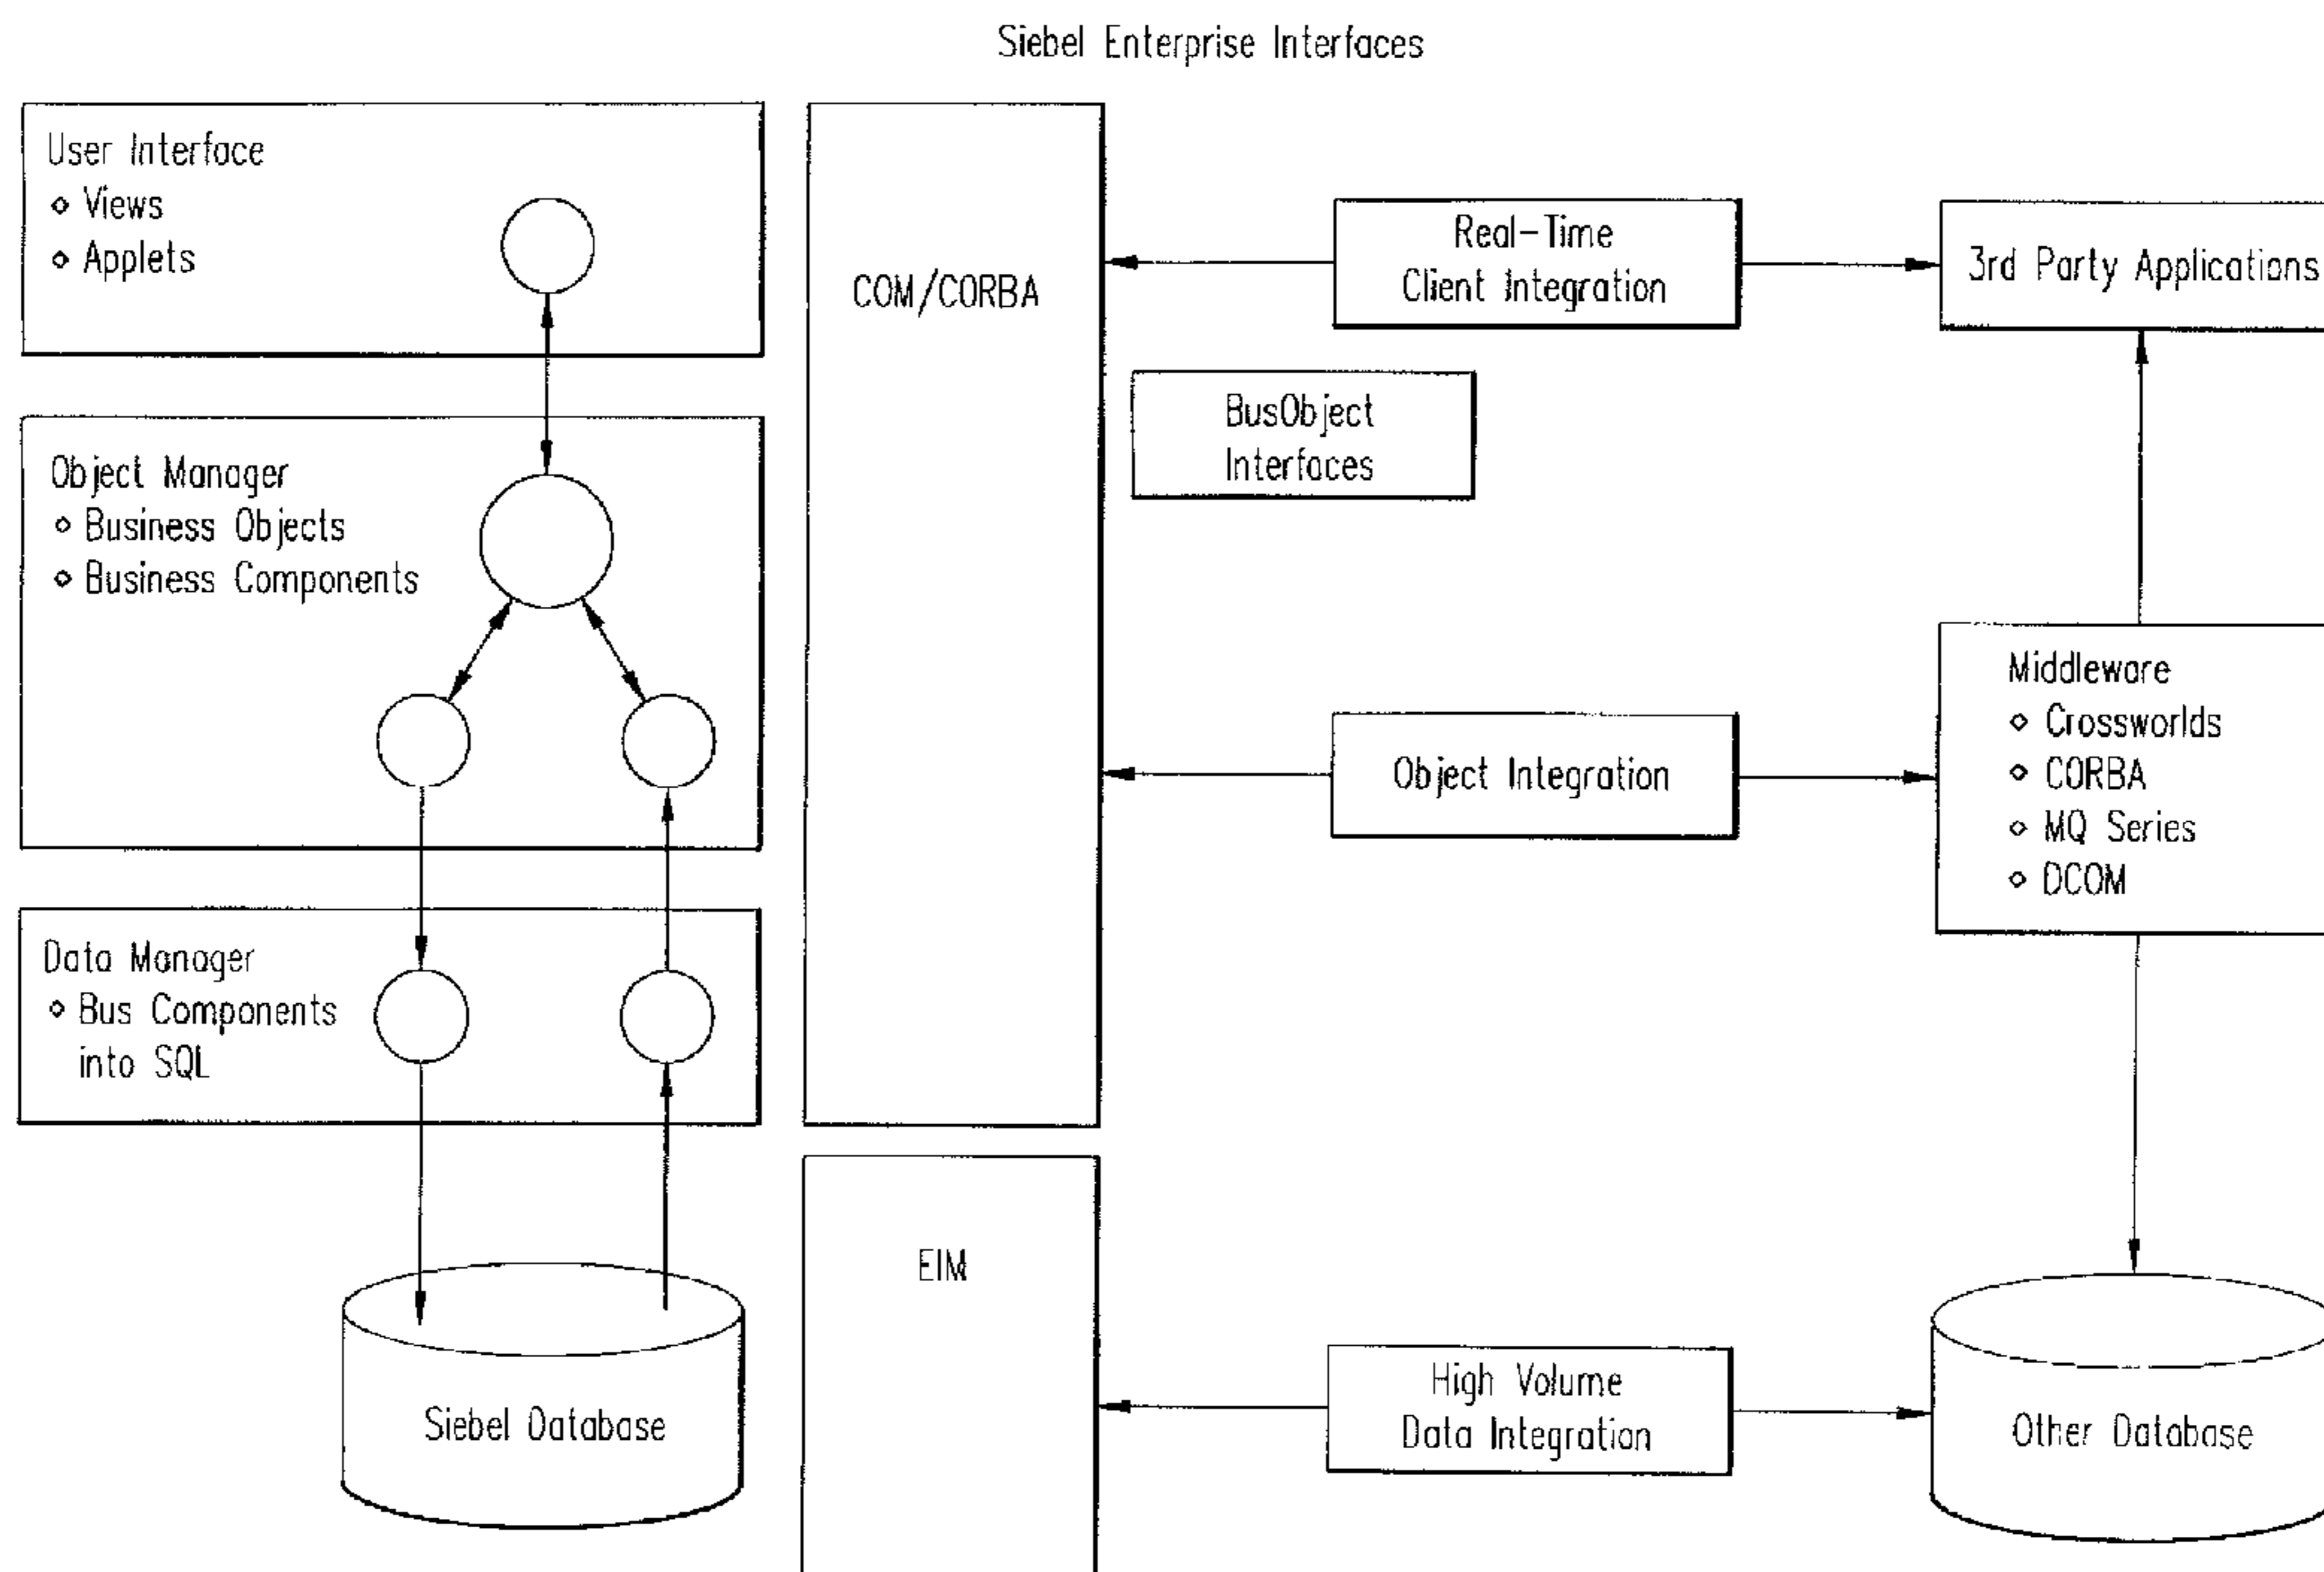 Siebel Enterprise Interfaces
User Interface
⋄ Views
⋄ Applets
Object Manager
⋄ Business Objects
⋄ Business Components
Data Manager
⋄ Bus Components
into SQL
Siebel Database
COM/CORBA
EIM
Real-Time
Client Integration
BusObject
Interfaces
Object Integration
High Volume
Data Integration
3rd Party Applications
Middleware
⋄ Crossworlds
⋄ CORBA
⋄ MQ Series
⋄ DCOM
Other Database